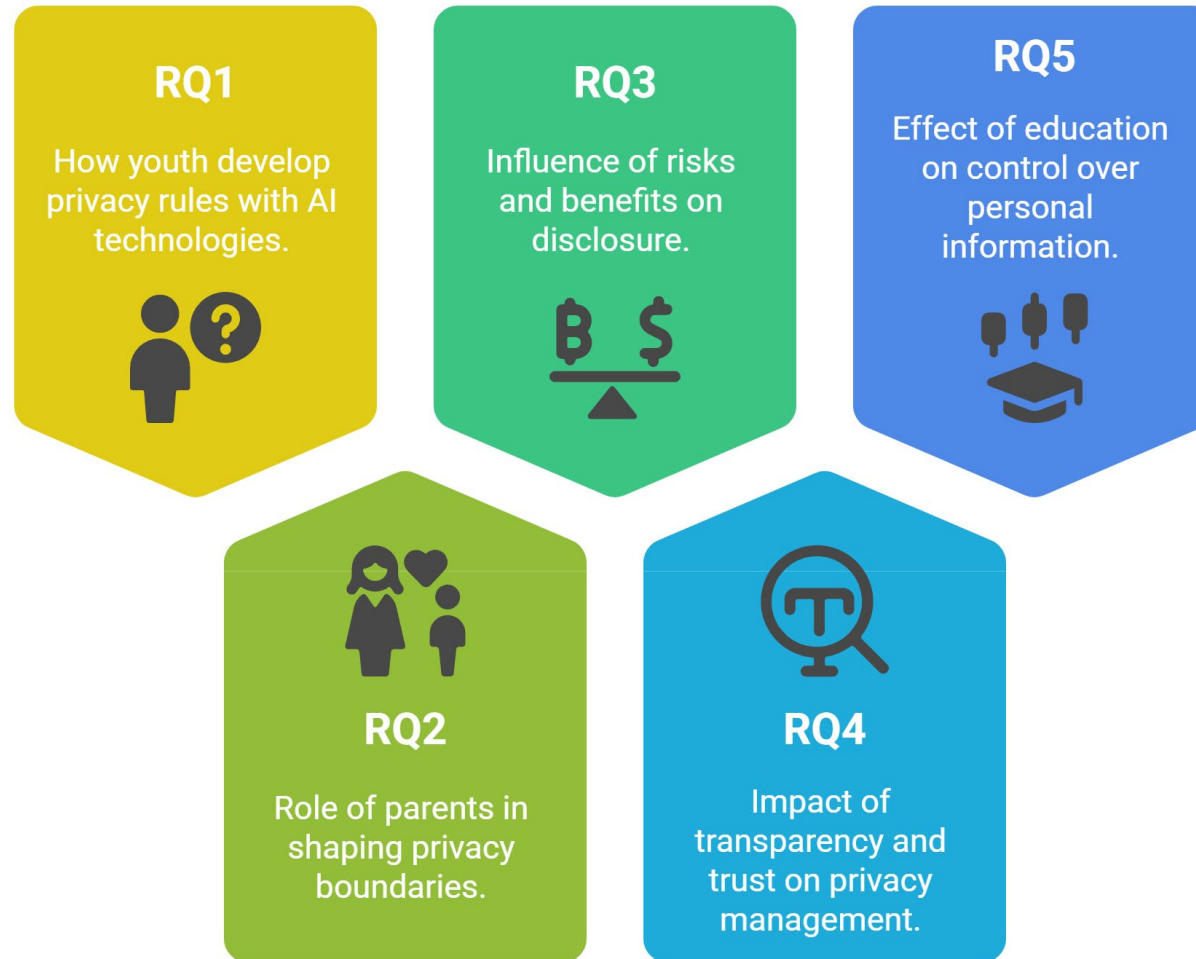 RQ1
How youth develop
privacy rules with AI
technologies.
RQ2
Role of parents in
shaping privacy
boundaries.
RQ3
Influence of risks
and benefits on
disclosure.
B $
RQ4
Impact of
transparency and
trust on privacy
management.
RQ5
Effect of education
on control over
personal
information.